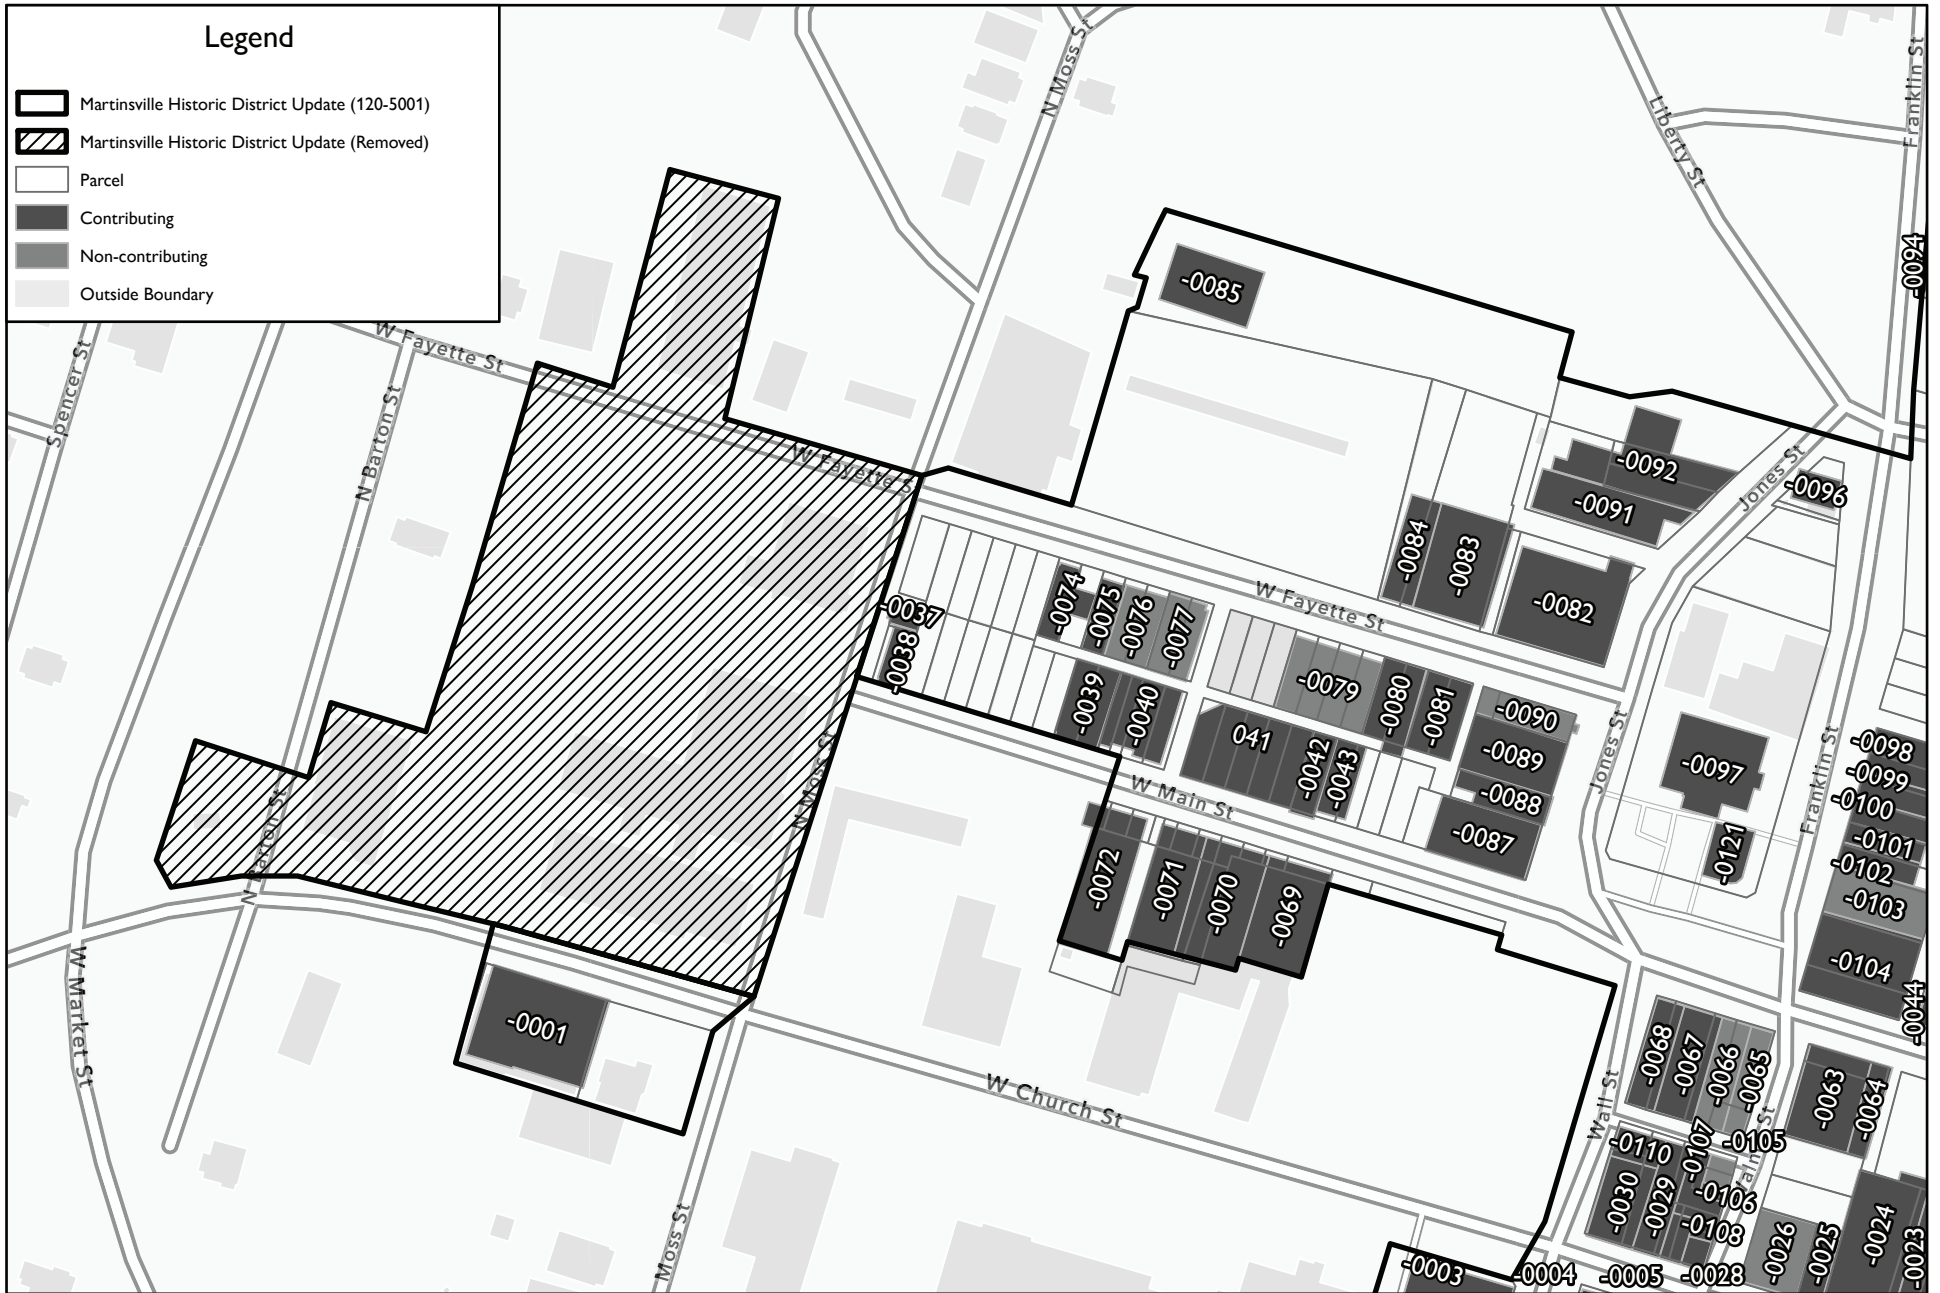 Legend
Martinsville Historic District Update (120-5001)
Martinsville Historic District Update (Removed)
Parcel
Contributing
Non-contributing
Outside Boundary
N Moss St
Liberty St
Franklin St
-0094
-0085
W Fayette St
Spencer St
N Barton St
W Fayette S
-0092
-0091
Jones St
-0096
-0084
-0083
-0082
W Fayette St
-0037
-0038
-0074
-0075
-0076
-0077
-0079
-0080
-0081
-0039
-0040
041
-0042
-0043
-0090
-0089
-0088
-0087
Jones St
-0097
-0121
Franklin St
-0098
-0099
-0100
-0101
-0102
-0103
-0104
-0044
W Main St
N Moss St
N Barton St
-0072
-0071
-0070
-0069
W Market St
-0001
W Church St
Moss St
Wall St
-0068
-0067
-0066
-0065
-0063
-0064
-0105
-0107
-0110
-0030
-0029
-0106
-0108
-0026
-0025
-0024
-0023
-0003
-0004
-0005
-0028